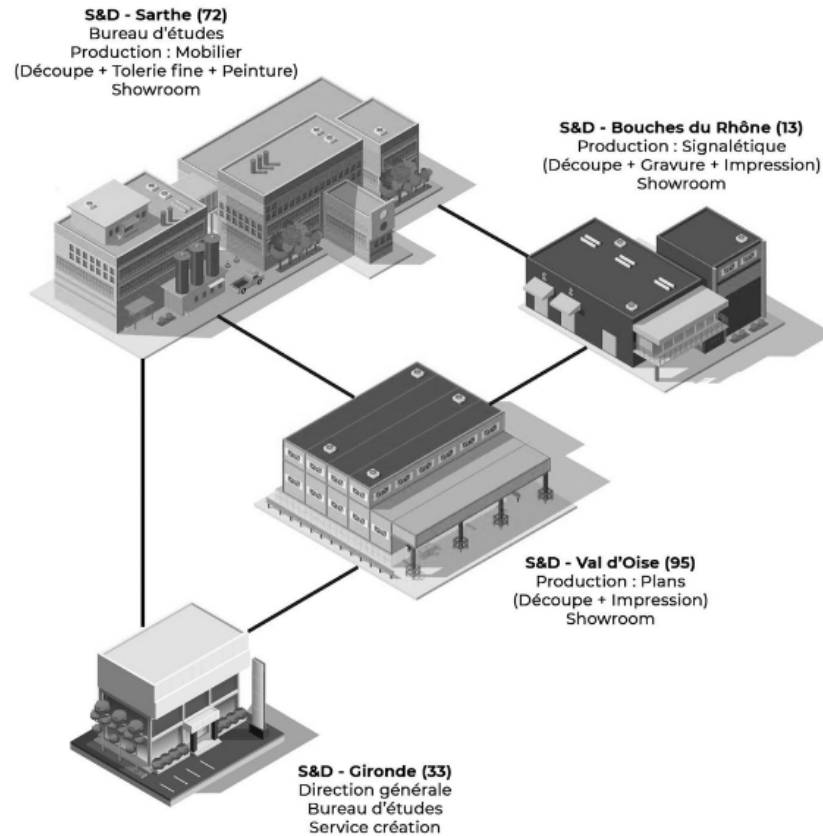 S&D - Sarthe (72)
Bureau d'études
Production : Mobilier
(Découpe + Tolerie fine + Peinture)
Showroom
S&D - Bouches du Rhône (13)
Production : Signalétique
(Découpe + Gravure + Impression)
Showroom
S&D - Val d'Oise (95)
Production : Plans
(Découpe + Impression)
Showroom
S&D - Gironde (33)
Direction générale
Bureau d'études
Service création